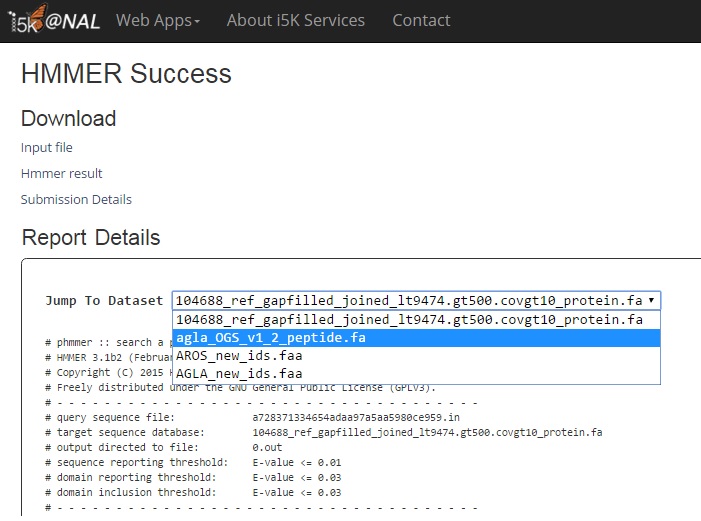 i5k @NAL Web Apps About i5K Services Contact
HMMER Success
Download
Input file
Hmmer result
Submission Details
Report Details
Jump To Dataset 104688_ref_gapfilled_joined_lt9474.gt500.covgt10_protein.fa
104688_ref_gapfilled_joined_lt9474.gt500.covgt10_protein.fa
agla_OGS_v1_2_peptide.fa
AROS_new_ids.faa
AGLA_new_ids.faa
# phmmer :: search a
# HMMER 3.1b2 (Februar
# Copyright (C) 2015 H
# Freely distributed under the GNU General Public License (GPLv3).
# - - - - - - - - - - - - - - - - - - - - - - - - - - - - - - - - - - - -
# query sequence file: a728371334654adaa97a5aa5980ce959.in
# target sequence database: 104688_ref_gapfilled_joined_lt9474.gt500.covgt10_protein.fa
# output directed to file: 0.out
# sequence reporting threshold: E-value <= 0.01
# domain reporting threshold: E-value <= 0.03
# domain inclusion threshold: E-value <= 0.03
# - - - - - - - - - - - - - - - - - - - - - - - - - - - - - - - - - - - -